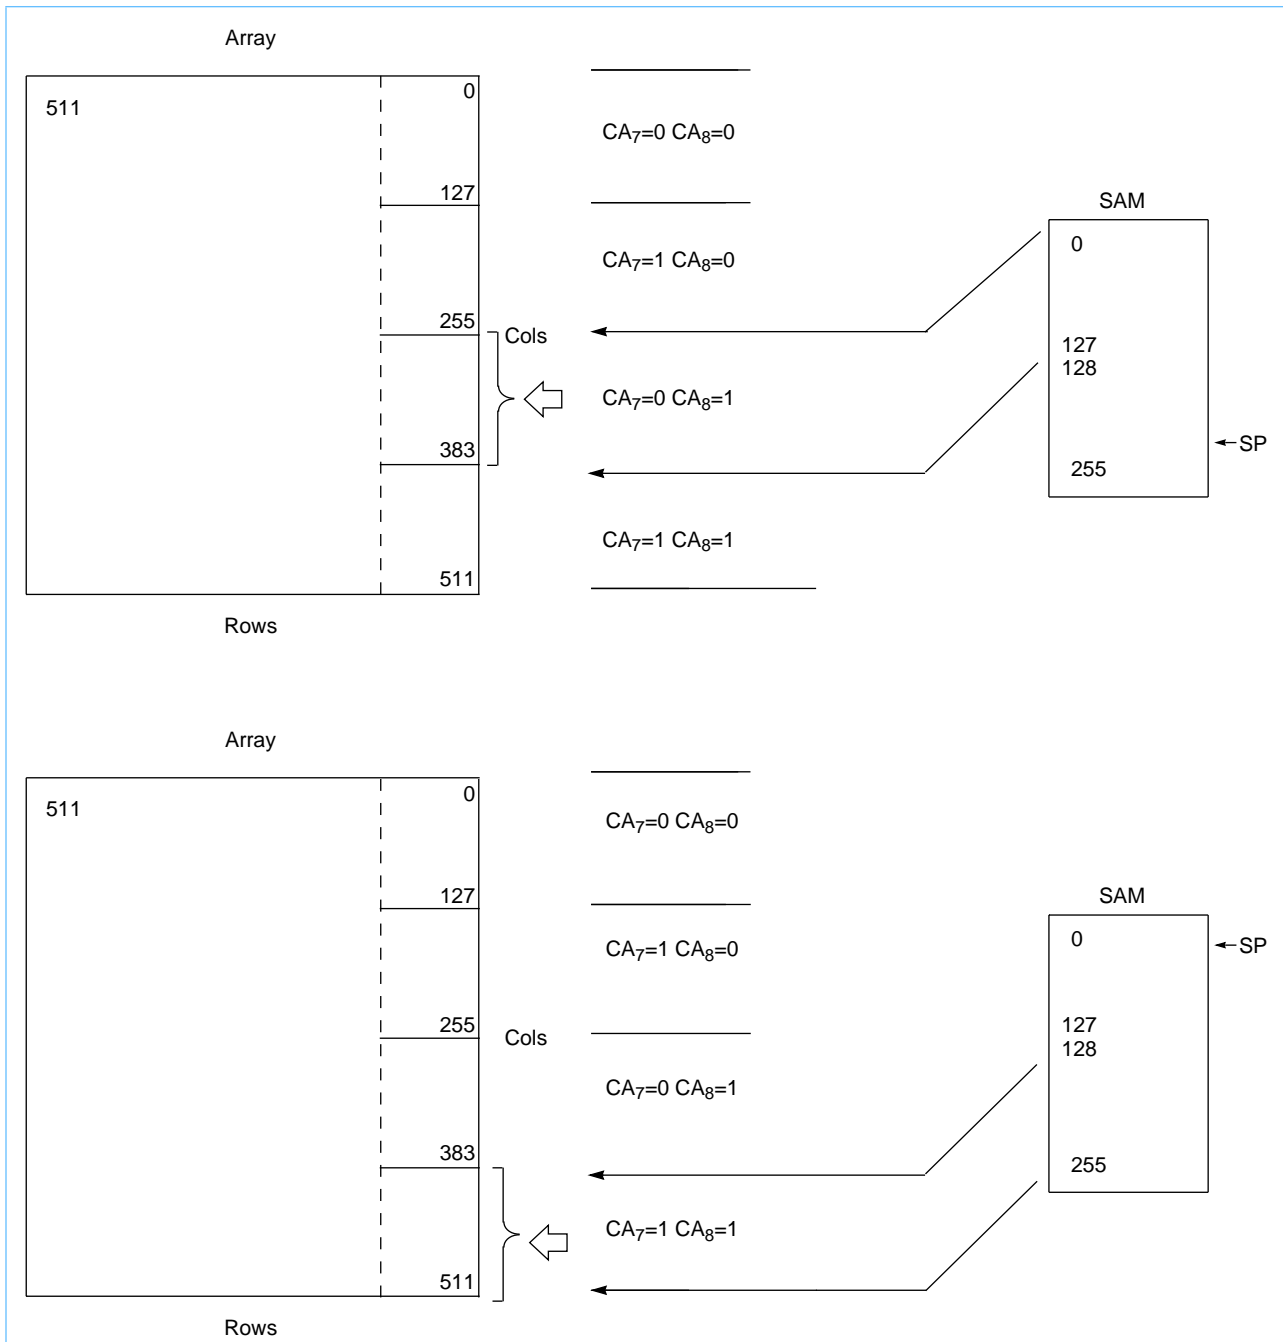 Array
0
511
CA7=0 CA8=0
127
SAM
0
CA7=1 CA8=0
255
Cols
127
128
CA7=0 CA8=1
383
SP
255
CA7=1 CA8=1
511
Rows
Array
0
511
CA7=0 CA8=0
127
SAM
0
SP
CA7=1 CA8=0
255
Cols
127
128
CA7=0 CA8=1
383
255
CA7=1 CA8=1
511
Rows